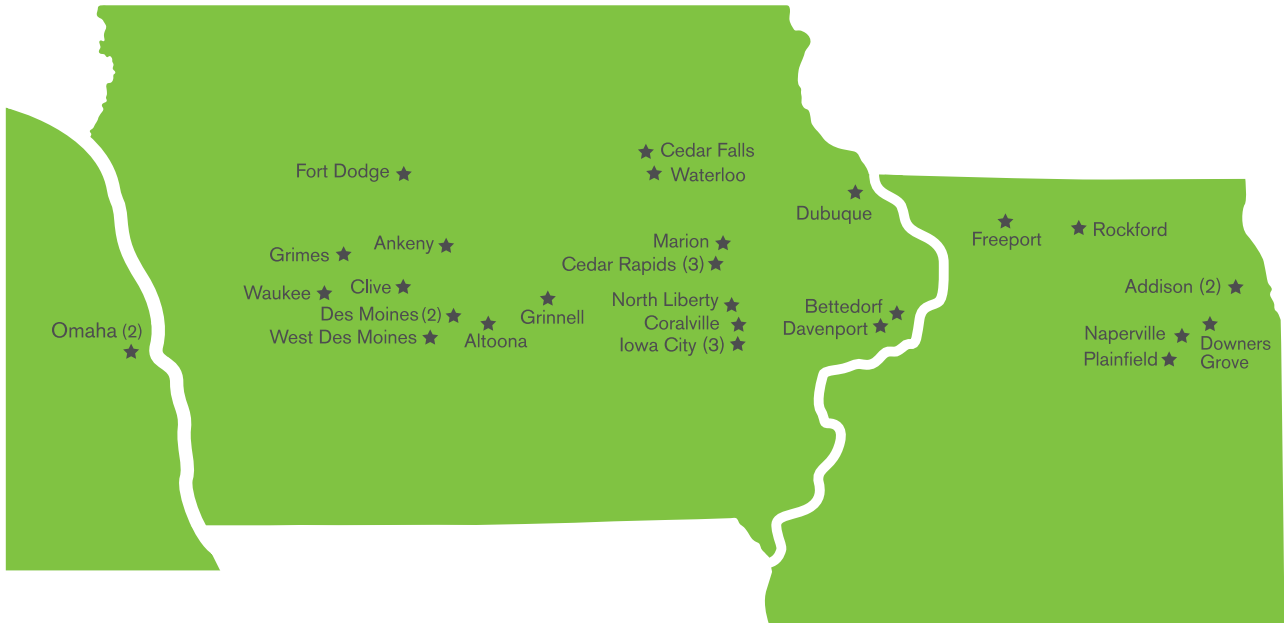 Cedar Falls
Fort Dodge
Waterloo
Dubuque
Freeport
Rockford
Marion
Ankeny
Grimes
Cedar Rapids (3)
Clive
Addison (2)
Waukee
North Liberty
Bettedorf
Des Moines (2)
Grinnell
Coralville
Davenport
Omaha (2)
West Des Moines
Altoona
Iowa City (3)
Naperville
Downers
Grove
Plainfield